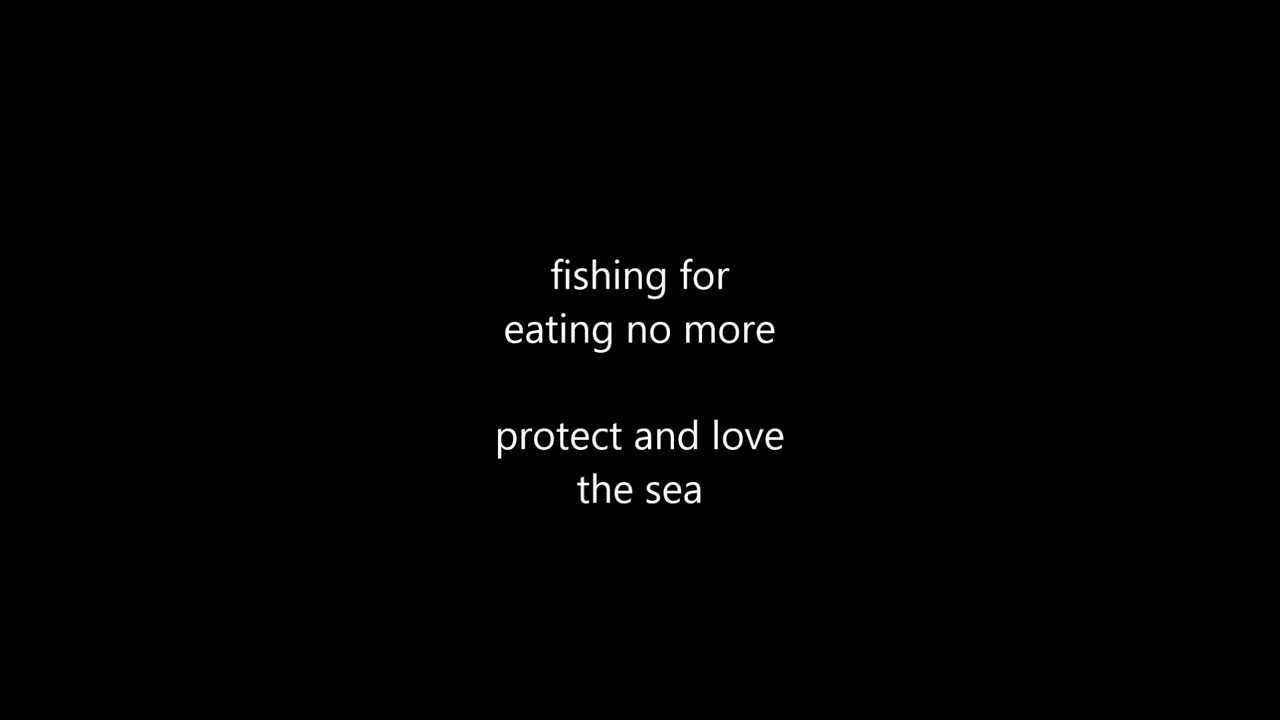 fishing for
eating no more
protect and love
the sea